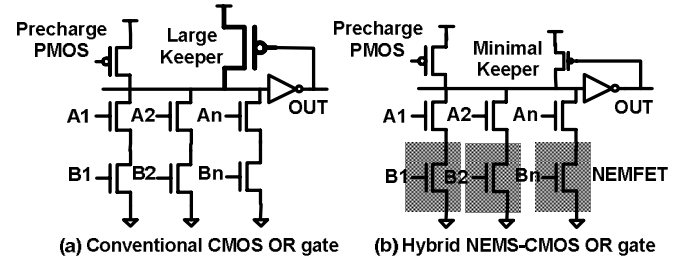 Precharge PMOS
Large Keeper
OUT
A1
A2
An
B1
B2
Bn
(a) Conventional CMOS OR gate
Precharge PMOS
Minimal Keeper
OUT
A1
A2
An
B1
B2
Bn
NEMFET
(b) Hybrid NEMS-CMOS OR gate